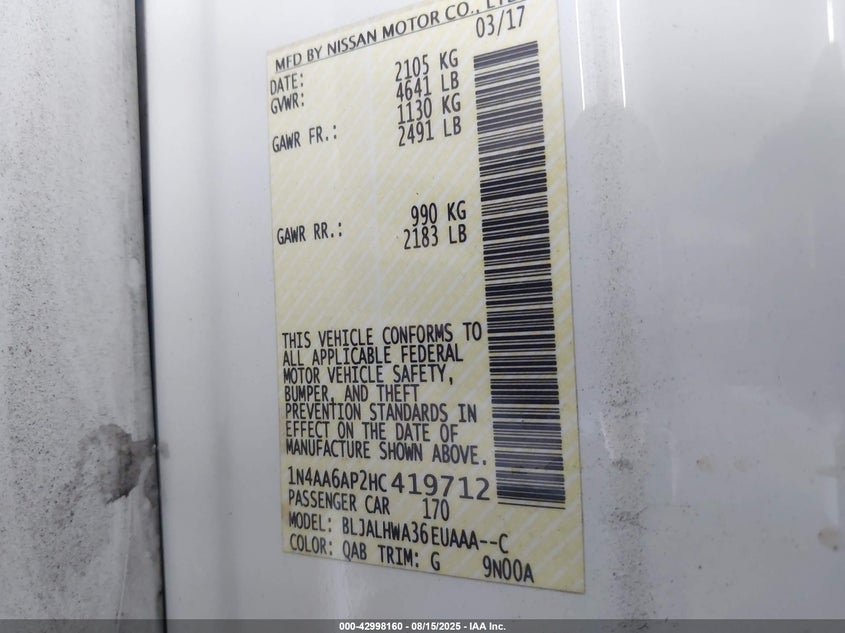 MFD BY NISSAN MOTOR CO., LTD
DATE: 03/17
GVWR: 2105 KG
4641 LB
GAWR FR.: 1130 KG
2491 LB
GAWR RR.: 990 KG
2183 LB
THIS VEHICLE CONFORMS TO
ALL APPLICABLE FEDERAL
MOTOR VEHICLE SAFETY,
BUMPER, AND THEFT
PREVENTION STANDARDS IN
EFFECT ON THE DATE OF
MANUFACTURE SHOWN ABOVE.
1N4AA6AP2HC419712
PASSENGER CAR 170
MODEL: BLJALHWA36EUAAA--C
COLOR: QAB TRIM: G 9N00A
000-42998160 - 08/15/2025 - IAA Inc.